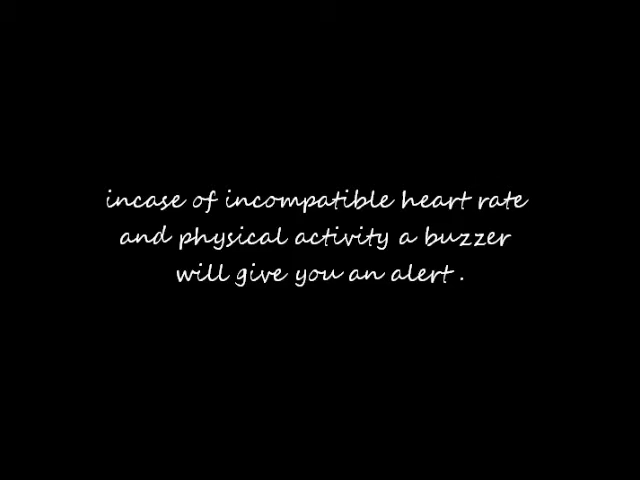 incase of incompatible heart rate
and physical activity a buzzer
will give you an alert .